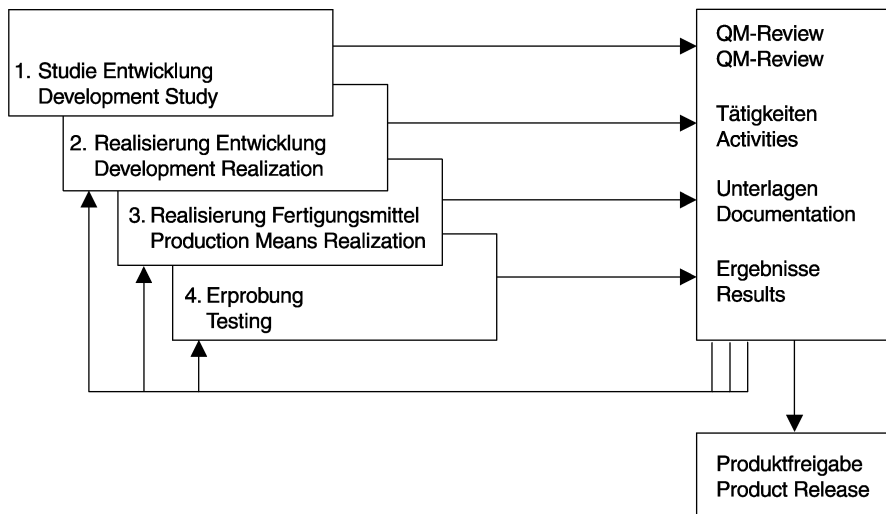 1. Studie Entwicklung
Development Study
2. Realisierung Entwicklung
Development Realization
3. Realisierung Fertigungsmittel
Production Means Realization
4. Erprobung
Testing
QM-Review
QM-Review
Tätigkeiten
Activities
Unterlagen
Documentation
Ergebnisse
Results
Produktfreigabe
Product Release